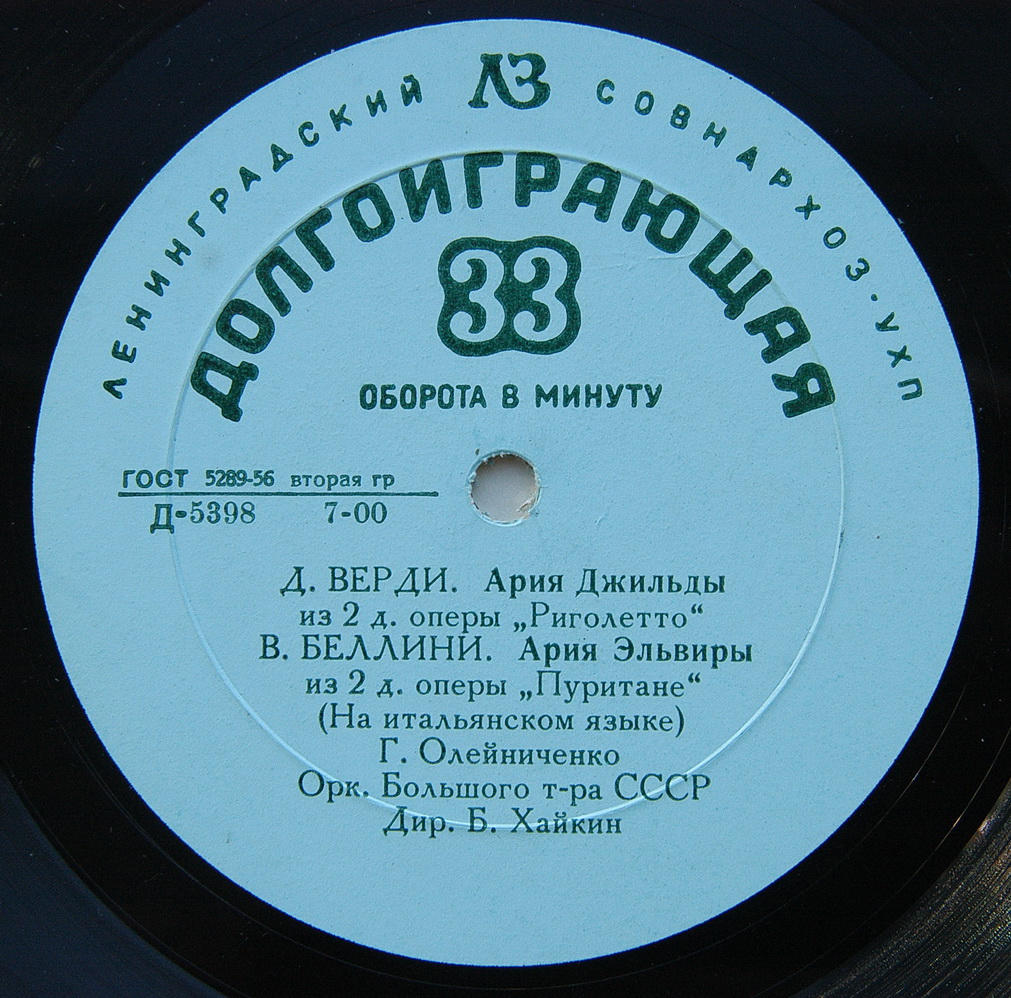 ЛЕНИНГРАДСКИЙ ЛЗ СОВНАРХОЗ·УХП
ДОЛГОИГРАЮЩАЯ
33
ОБОРОТА В МИНУТУ
ГОСТ 5289-56 вторая гр
Д-5398 7-00
Д. ВЕРДИ. Ария Джильды
из 2 д. оперы „Риголетто“
В. БЕЛЛИНИ. Ария Эльвиры
из 2 д. оперы „Пуритане“
(На итальянском языке)
Г. Олейниченко
Орк. Большого т-ра СССР
Дир. Б. Хайкин